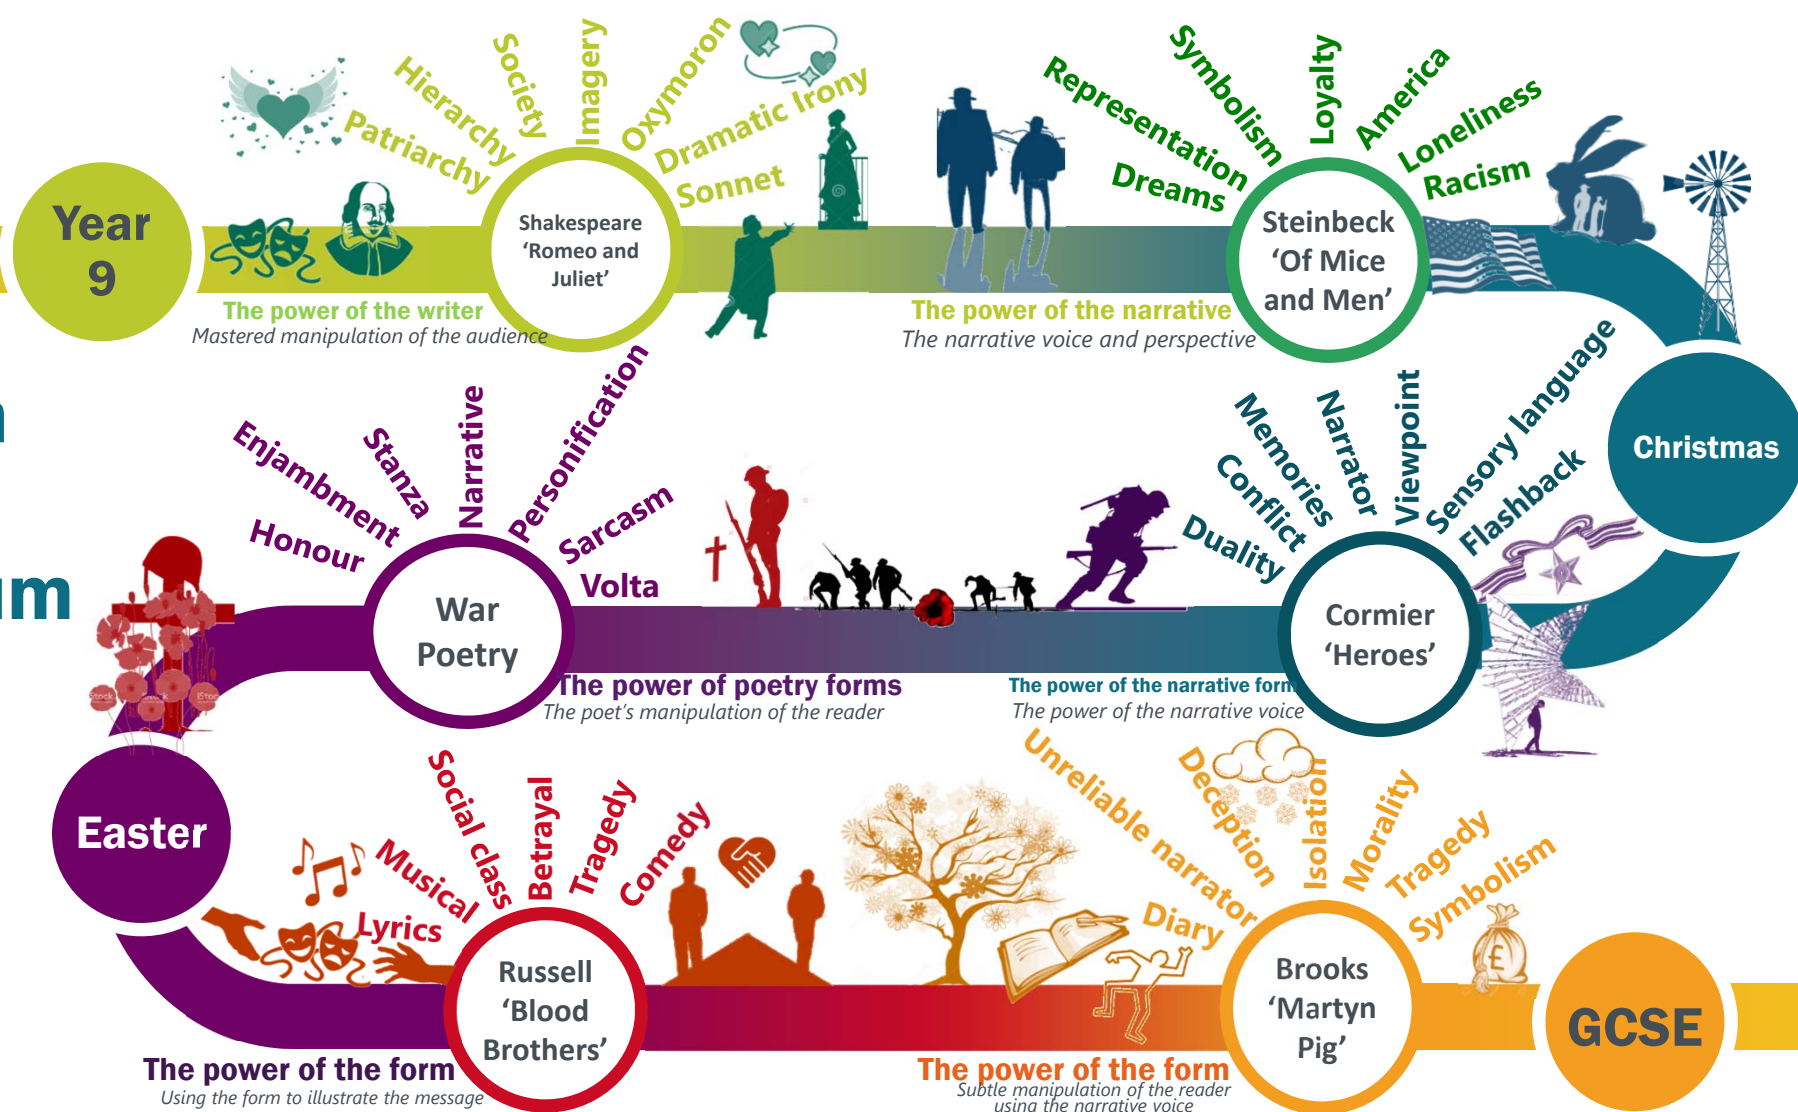 Year
9
Patriarchy
Hierarchy
Society
Imagery
Oxymoron
Dramatic Irony
Sonnet
Shakespeare
‘Romeo and
Juliet’
The power of the writer
Mastered manipulation of the audience
Dreams
Representation
Symbolism
Loyalty
America
Loneliness
Racism
Steinbeck
‘Of Mice
and Men’
The power of the narrative
The narrative voice and perspective
Christmas
Duality
Conflict
Memories
Narrator
Viewpoint
Sensory language
Flashback
Cormier
‘Heroes’
The power of the narrative form
The power of the narrative voice
Honour
Enjambment
Stanza
Narrative
Personification
Sarcasm
Volta
War
Poetry
The power of poetry forms
The poet's manipulation of the reader
Easter
Lyrics
Musical
Social class
Betrayal
Tragedy
Comedy
Russell
‘Blood
Brothers’
The power of the form
Using the form to illustrate the message
Diary
Unreliable narrator
Deception
Isolation
Morality
Tragedy
Symbolism
Brooks
‘Martyn
Pig’
The power of the form
Subtle manipulation of the reader
using the narrative voice
£
GCSE